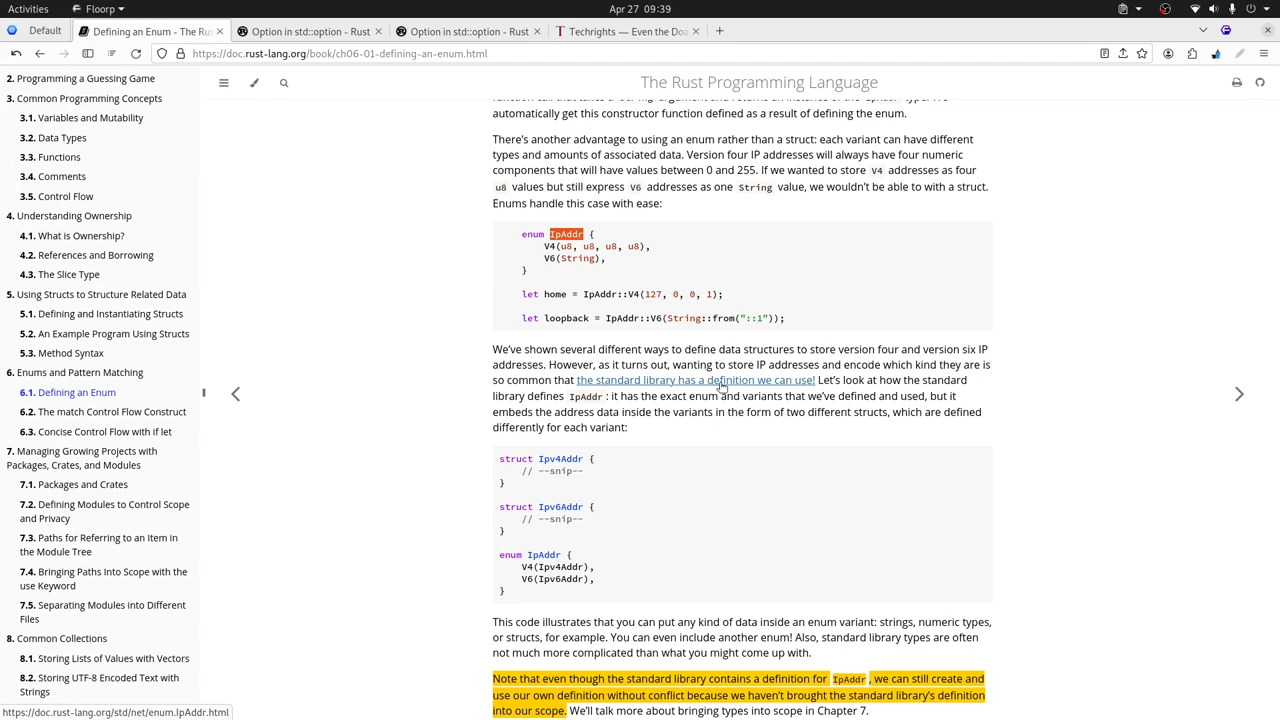 Activities
Floorp
Apr 27 09:39
Default
Defining an Enum - The Rus
Option in std::option - Rust
Option in std::option - Rust
Techrights — Even the Doa
https://doc.rust-lang.org/book/ch06-01-defining-an-enum.html
2. Programming a Guessing Game
3. Common Programming Concepts
3.1. Variables and Mutability
3.2. Data Types
3.3. Functions
3.4. Comments
3.5. Control Flow
4. Understanding Ownership
4.1. What is Ownership?
4.2. References and Borrowing
4.3. The Slice Type
5. Using Structs to Structure Related Data
5.1. Defining and Instantiating Structs
5.2. An Example Program Using Structs
5.3. Method Syntax
6. Enums and Pattern Matching
6.1. Defining an Enum
6.2. The match Control Flow Construct
6.3. Concise Control Flow with if let
7. Managing Growing Projects with
Packages, Crates, and Modules
7.1. Packages and Crates
7.2. Defining Modules to Control Scope
and Privacy
7.3. Paths for Referring to an Item in
the Module Tree
7.4. Bringing Paths Into Scope with the
use Keyword
7.5. Separating Modules into Different
Files
8. Common Collections
8.1. Storing Lists of Values with Vectors
8.2. Storing UTF-8 Encoded Text with
Strings
https://doc.rust-lang.org/std/net/enum.IpAddr.html
The Rust Programming Language
automatically get this constructor function defined as a result of defining the enum.
There's another advantage to using an enum rather than a struct: each variant can have different
types and amounts of associated data. Version four IP addresses will always have four numeric
components that will have values between 0 and 255. If we wanted to store V4 addresses as four
u8 values but still express V6 addresses as one String value, we wouldn't be able to with a struct.
Enums handle this case with ease:
enum IpAddr {
V4(u8, u8, u8, u8),
V6(String),
}
let home = IpAddr::V4(127, 0, 0, 1);
let loopback = IpAddr::V6(String::from("::1"));
We've shown several different ways to define data structures to store version four and version six IP
addresses. However, as it turns out, wanting to store IP addresses and encode which kind they are is
so common that the standard library has a definition we can use! Let's look at how the standard
library defines IpAddr: it has the exact enum and variants that we've defined and used, but it
embeds the address data inside the variants in the form of two different structs, which are defined
differently for each variant:
struct Ipv4Addr {
// --snip--
}
struct Ipv6Addr {
// --snip--
}
enum IpAddr {
V4(Ipv4Addr),
V6(Ipv6Addr),
}
This code illustrates that you can put any kind of data inside an enum variant: strings, numeric types,
or structs, for example. You can even include another enum! Also, standard library types are often
not much more complicated than what you might come up with.
Note that even though the standard library contains a definition for IpAddr, we can still create and
use our own definition without conflict because we haven't brought the standard library's definition
into our scope. We'll talk more about bringing types into scope in Chapter 7.